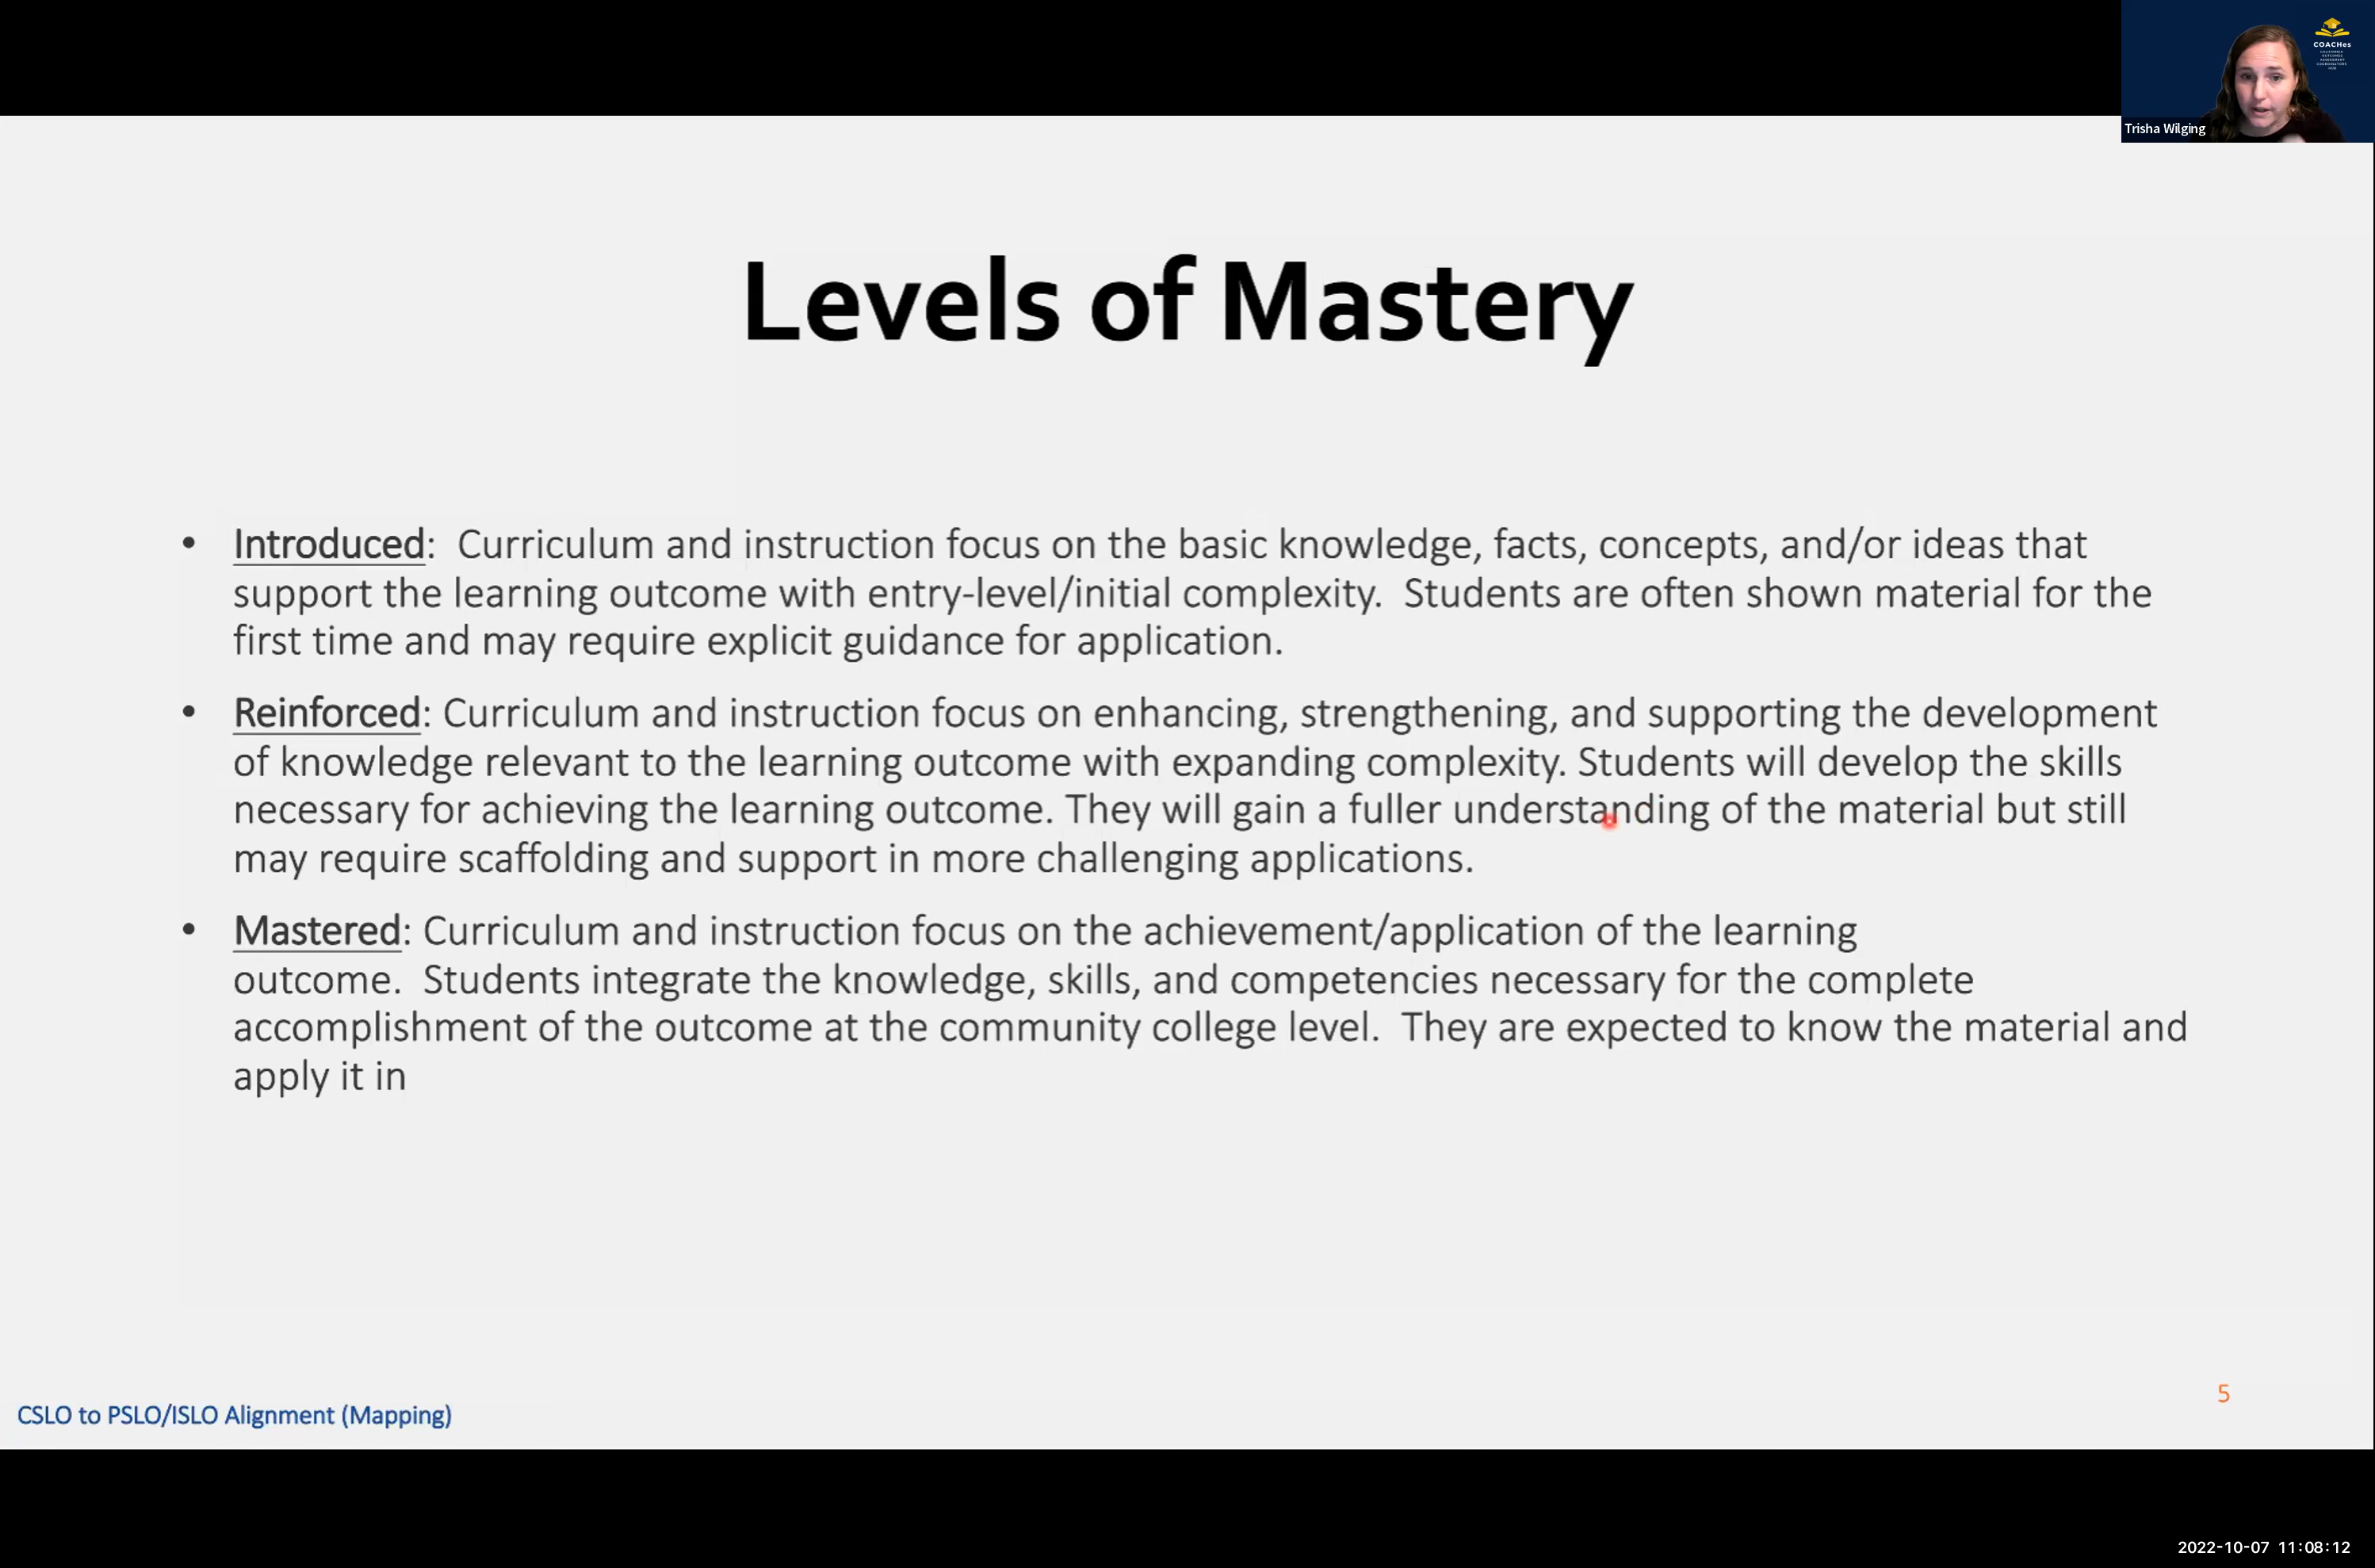 COACHes
CALIFORNIA
OUTCOMES
ASSESSMENT
COORDINATORS
HUB
Trisha Wilging
Levels of Mastery
• Introduced:  Curriculum and instruction focus on the basic knowledge, facts, concepts, and/or ideas that
support the learning outcome with entry-level/initial complexity.  Students are often shown material for the
first time and may require explicit guidance for application.
• Reinforced: Curriculum and instruction focus on enhancing, strengthening, and supporting the development
of knowledge relevant to the learning outcome with expanding complexity. Students will develop the skills
necessary for achieving the learning outcome. They will gain a fuller understanding of the material but still
may require scaffolding and support in more challenging applications.
• Mastered: Curriculum and instruction focus on the achievement/application of the learning
outcome.  Students integrate the knowledge, skills, and competencies necessary for the complete
accomplishment of the outcome at the community college level.  They are expected to know the material and
apply it in
5
CSLO to PSLO/ISLO Alignment (Mapping)
2022-10-07 11:08:12